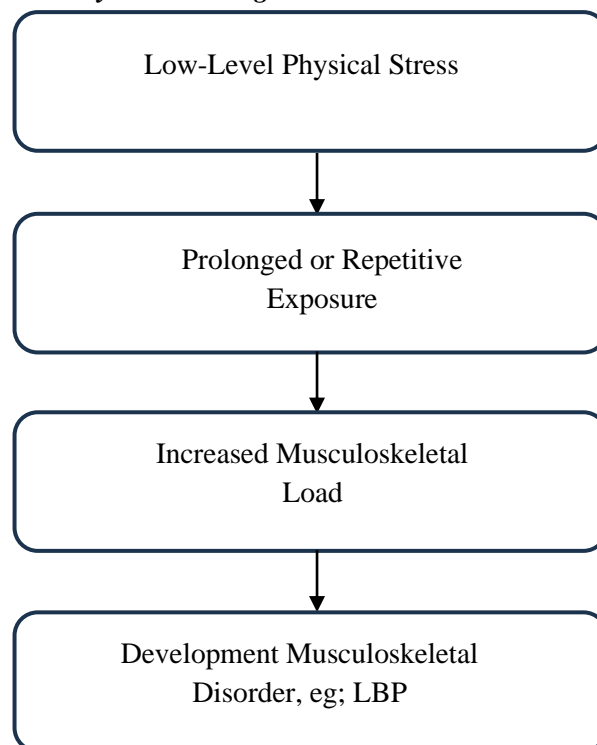 Low-Level Physical Stress
Prolonged or Repetitive
Exposure
Increased Musculoskeletal
Load
Development Musculoskeletal
Disorder, eg; LBP